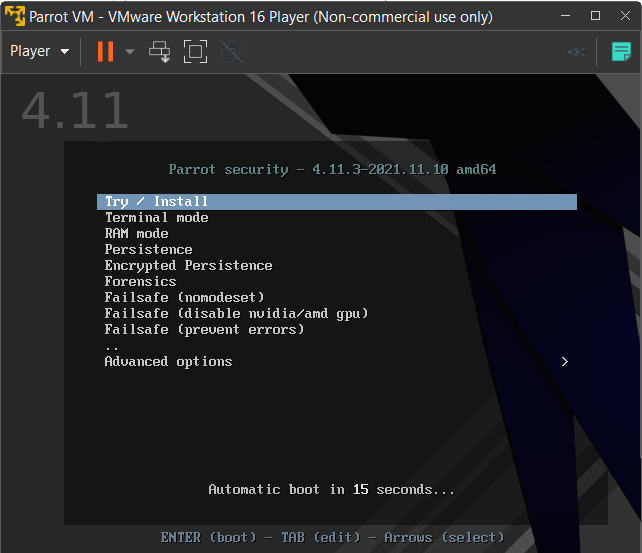 Parrot VM - VMware Workstation 16 Player (Non-commercial use only)
Player
4.11
Parrot security - 4.11.3-2021.11.10 amd64
Try / Install
Terminal mode
RAM mode
Persistence
Encrypted Persistence
Forensics
Failsafe (nomodeset)
Failsafe (disable nvidia/amd gpu)
Failsafe (prevent errors)
..
Advanced options >
Automatic boot in 15 seconds...
ENTER (boot) - TAB (edit) - Arrows (select)